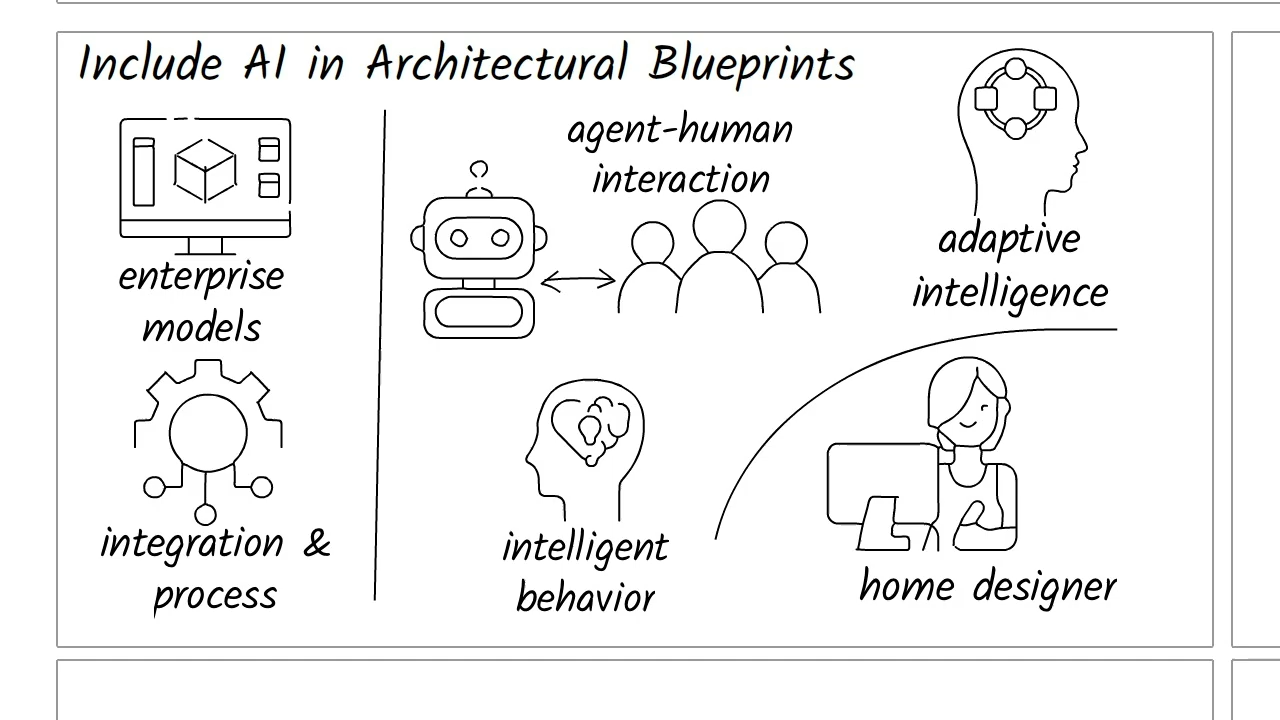 Include AI in Architectural Blueprints
enterprise
models
integration &
process
agent-human
interaction
intelligent
behavior
adaptive
intelligence
home designer